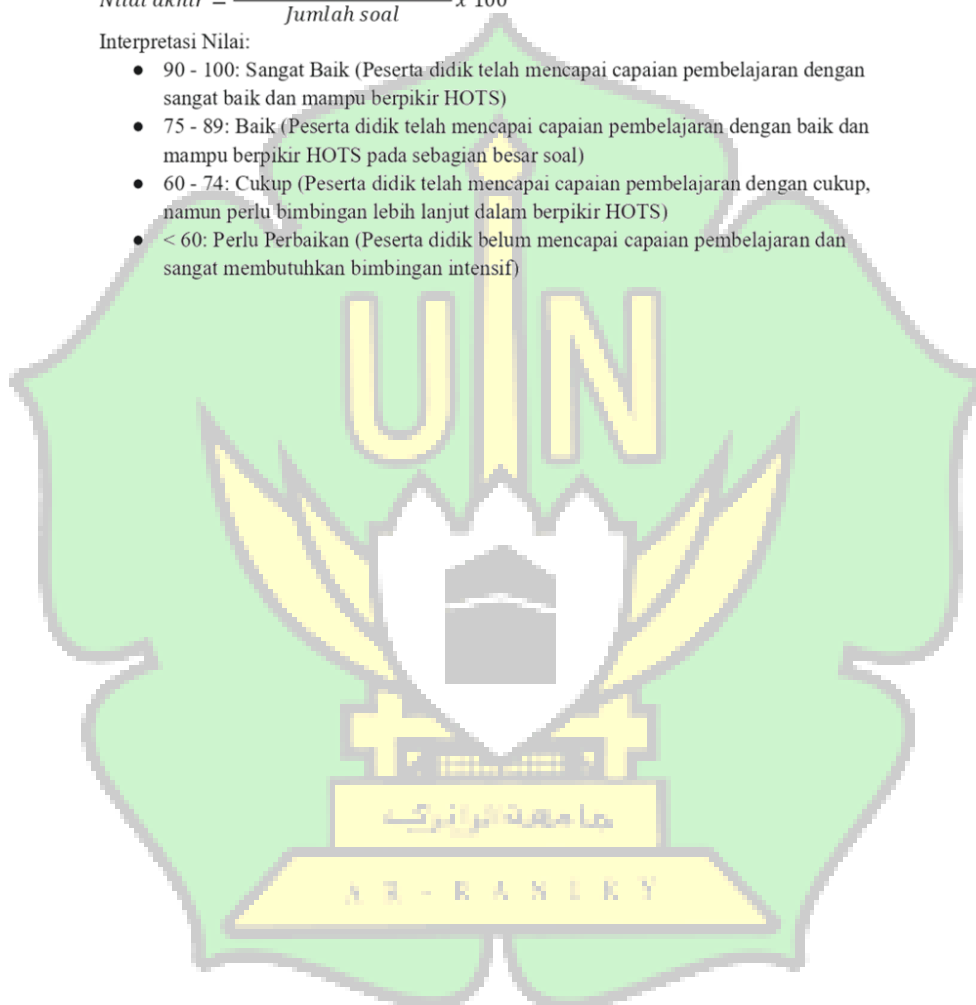 Nilai akhir = x 100
Jumlah soal
Interpretasi Nilai:
● 90 - 100: Sangat Baik (Peserta didik telah mencapai capaian pembelajaran dengan
sangat baik dan mampu berpikir HOTS)
● 75 - 89: Baik (Peserta didik telah mencapai capaian pembelajaran dengan baik dan
mampu berpikir HOTS pada sebagian besar soal)
● 60 - 74: Cukup (Peserta didik telah mencapai capaian pembelajaran dengan cukup,
namun perlu bimbingan lebih lanjut dalam berpikir HOTS)
● < 60: Perlu Perbaikan (Peserta didik belum mencapai capaian pembelajaran dan
sangat membutuhkan bimbingan intensif)
UIN
جامعة الرانيري
AR-RANIRY